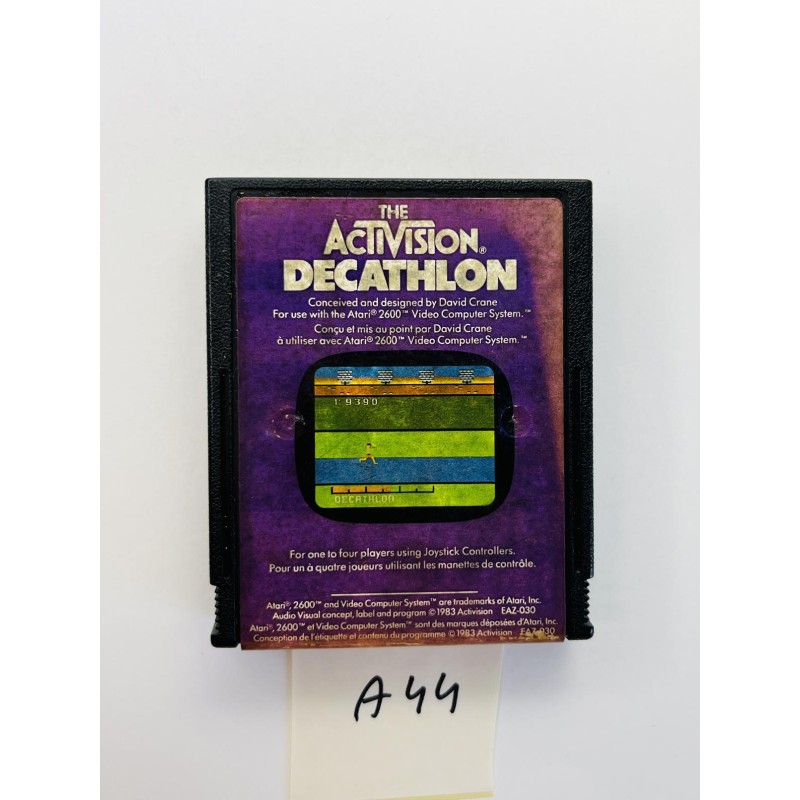 THE
ACTIVISION®
DECATHLON
Conceived and designed by David Crane
For use with the Atari® 2600™ Video Computer System.™
Conçu et mis au point par David Crane
à utiliser avec Atari® 2600™ Video Computer System.™
1 9390
DECATHLON
For one to four players using Joystick Controllers.
Pour un à quatre joueurs utilisant les manettes de contrôle.
Atari®, 2600™ and Video Computer System™ are trademarks of Atari, Inc.
Audio Visual concept, label and program © 1983 Activision EAZ-030
Atari®, 2600™ et Video Computer System™ sont des marques déposées d'Atari, Inc.
Conception de l'étiquette et contenu du programme © 1983 Activision EAZ-030
A44